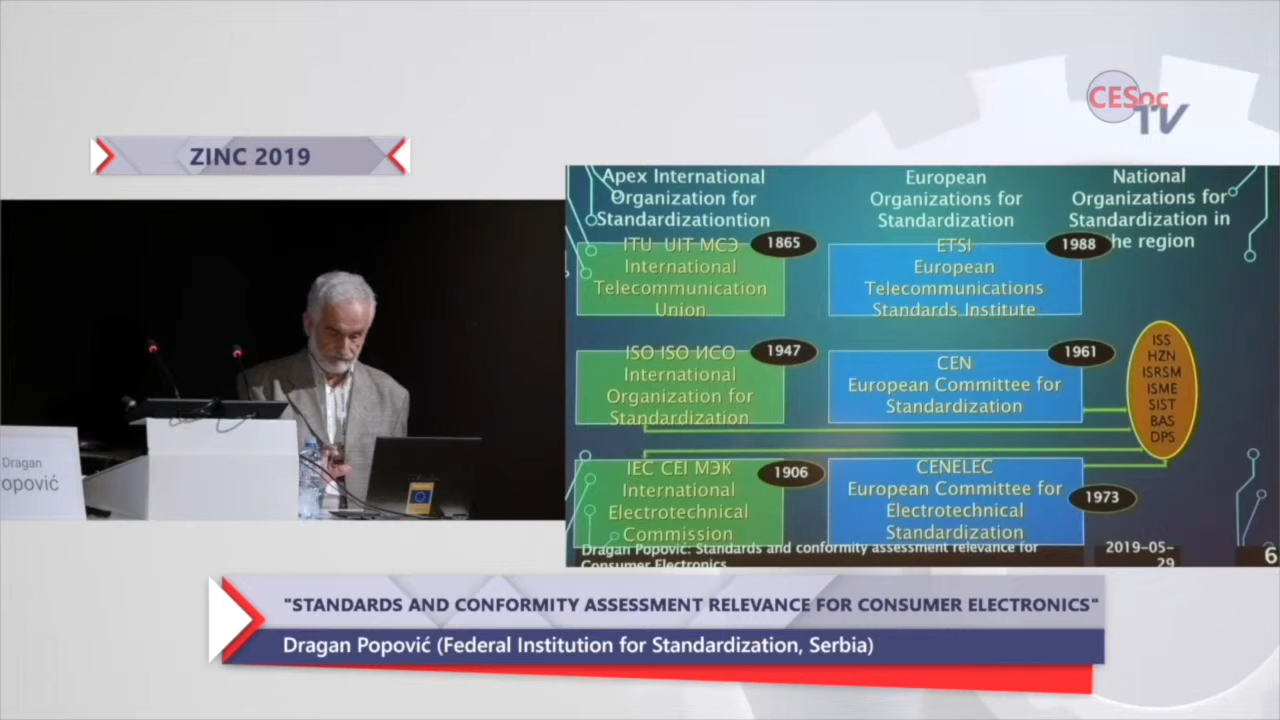 CESoc
TV
ZINC 2019
Apex International
Organization for
Standardizationtion
European
Organizations for
Standardization
National
Organizations for
Standardization in
he region
ITU UIT МСЭ
International
Telecommunication
Union
1865
ETSI
European
Telecommunications
Standards Institute
1988
ISO ISO ИСО
International
Organization for
Standardization
1947
CEN
European Committee for
Standardization
1961
ISS
HZN
ISRSM
ISME
SIST
BAS
DPS
IEC CEI МЭК
International
Electrotechnical
Commission
1906
CENELEC
European Committee for
Electrotechnical
Standardization
1973
Dragan Popović: Standards and conformity assessment relevance for
Consumer Electronics
2019-05-
29
6
Dragan
opović
"STANDARDS AND CONFORMITY ASSESSMENT RELEVANCE FOR CONSUMER ELECTRONICS"
Dragan Popović (Federal Institution for Standardization, Serbia)